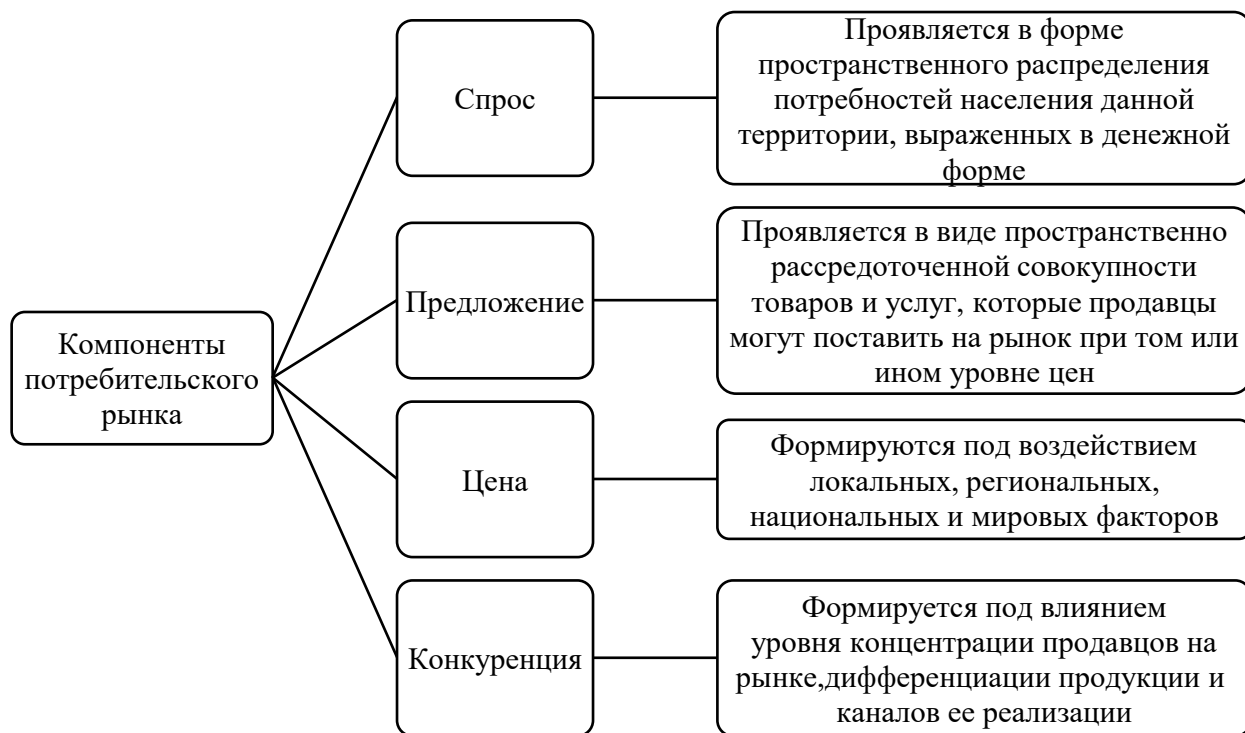 Компоненты
потребительского
рынка
Спрос
Проявляется в форме
пространственного распределения
потребностей населения данной
территории, выраженных в денежной
форме
Предложение
Проявляется в виде пространственно
рассредоточенной совокупности
товаров и услуг, которые продавцы
могут поставить на рынок при том или
ином уровне цен
Цена
Формируются под воздействием
локальных, региональных,
национальных и мировых факторов
Конкуренция
Формируется под влиянием
уровня концентрации продавцов на
рынке,дифференциации продукции и
каналов ее реализации